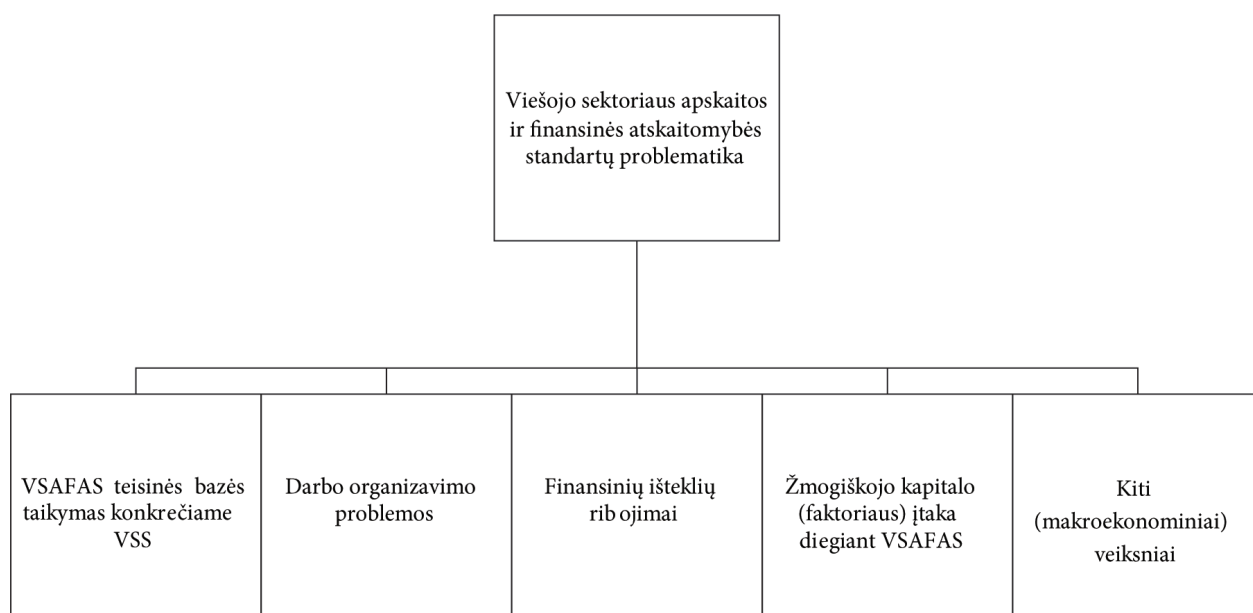 Viešojo sektoriaus apskaitos
ir finansinės atskaitomybės
standartų problematika
VSAFAS teisinės bazės
taikymas konkrečiame
VSS
Darbo organizavimo
problemos
Finansinių išteklių
rib ojimai
Žmogiškojo kapitalo
(faktoriaus) įtaka
diegiant VSAFAS
Kiti
(makroekonominiai)
veiksniai